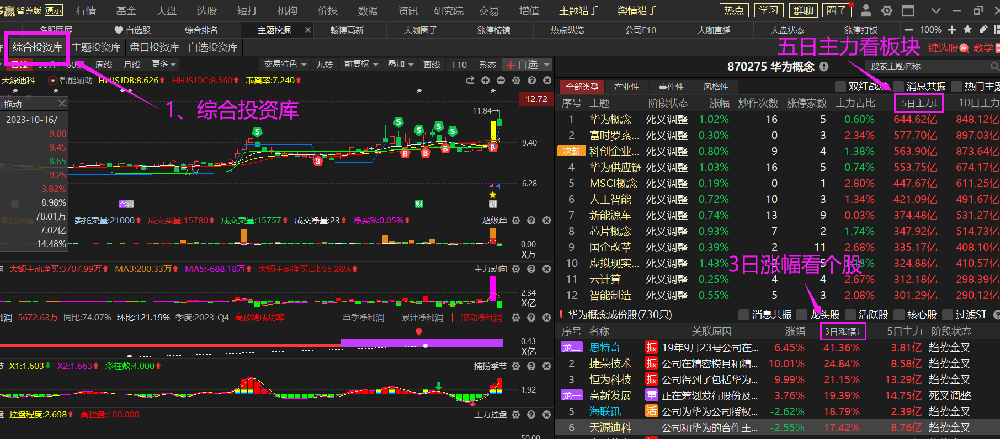 多赢 智尊版 演示 行情 基金 大盘 选股 短打 机构 价投 数据 资讯 研究院 交易 增值 主题猎手 舆情猎手 热点 学习 群聊 圈子
多股同屏 自选股 综合排名 主题挖掘 翰博高新 大咖圈子 涨停棱镜 热点纵览 公司F10 大咖直播 大盘状态 涨停打板 100%
综合投资库 主题投资库 盘口投资库 自选投资库 五日主力看板块 一键选股 教学
日线 30分 60分 周线 月线 更多 交易特色 九转 前复权 叠加 画线 F10 形态 自选 870275 华为概念 搜索主题名称
天源迪科 智能辅助 HHJSJDB:8.626 HHJSJDC:8.560 乖离率:7.240
全部类型 产业性 事件性 风格性 双红战法 消息共振 热门主题
可拖动
2023-10-16/一
9.08
9.45
8.65
9.25
3.82%
8.98%
78.01万
7.02亿
14.48%
1、综合投资库
12.72
11.84
9.40
7.17
6.28
S S S S S
B B B B B
壹 它 财 研
序号 主题 阶段状态 涨幅 炒作次数 涨停家数 主力占比 5日主力↓ 10日主力
1 华为概念 死叉调整 -1.02% 16 5 -0.60% 644.62亿 848.12亿
2 富时罗素... 死叉调整 -0.30% 0 3 2.34% 577.70亿 897.03亿
次新 科创企业... 死叉调整 -0.80% 9 4 -1.38% 563.90亿 873.64亿
4 华为供应链 死叉调整 -1.03% 16 5 -0.74% 553.75亿 674.17亿
5 MSCI概念 死叉调整 -0.19% 0 1 2.80% 447.67亿 611.25亿
6 人工智能 死叉调整 -0.72% 10 3 1.34% 421.09亿 491.67亿
7 新能源车 死叉调整 -0.74% 13 9 0.03% 374.48亿 531.27亿
8 芯片概念 死叉调整 -0.93% 7 2 -1.74% 347.92亿 514.73亿
9 国企改革 死叉调整 -0.39% 2 11 2.68% 335.17亿 408.10亿
10 虚拟现实... 死叉调整 -1.43% 5 324.88亿 410.57亿
3日涨幅看个股
11 云计算 死叉调整 -0.25% 4 4 2.67% 312.18亿 298.39亿
12 智能制造 死叉调整 -0.55% 5 3 2.08% 301.29亿 290.12亿
委托卖量:21000 成交买量:15780 成交卖量:15757 成交净量:23 净买%:0.05% 超级单
0.00
X万
向 大额主动净买:3707.99万 MA3:200.33万 MA5:-688.18万 大额主动净买占比:5.28% 主力动向
2.34
X亿
利润 5672.63万 同比:74.07% 环比:121.19% 季度:2023-Q4 高预测成功率 单季净利润 累计净利润 滚动净利润
0.43
X亿
节 X1:1.603 X2:1.663 彩柱数:4.000 捕捞季节
1.92
盘 控盘程度:2.698 高控盘:100.000 主力控盘
50.00
华为概念成份股(730只) 消息共振 龙头股 活跃股 核心股 过滤ST
序号 名称 关联原因 涨幅 3日涨幅↓ 5日主力 阶段状态
龙二 思特奇 振 19年9月23号公司在... 6.45% 41.36% 3.81亿 趋势金叉
2 捷荣技术 振 公司在精密模具和精... 10.01% 24.84% 8.58亿 趋势金叉
3 恒为科技 振 公司得到了包括华为... 9.99% 21.15% 13.29亿 趋势金叉
龙一 高新发展 重 正在筹划发行股份及... 3.76% 19.39% 14.75亿 死叉调整
5 海联讯 活 公司为华为公司授权... -2.62% 18.79% 2.39亿 趋势金叉
6 天源迪科 公司和华为的合作主... -2.55% 17.42% 8.76亿 趋势金叉